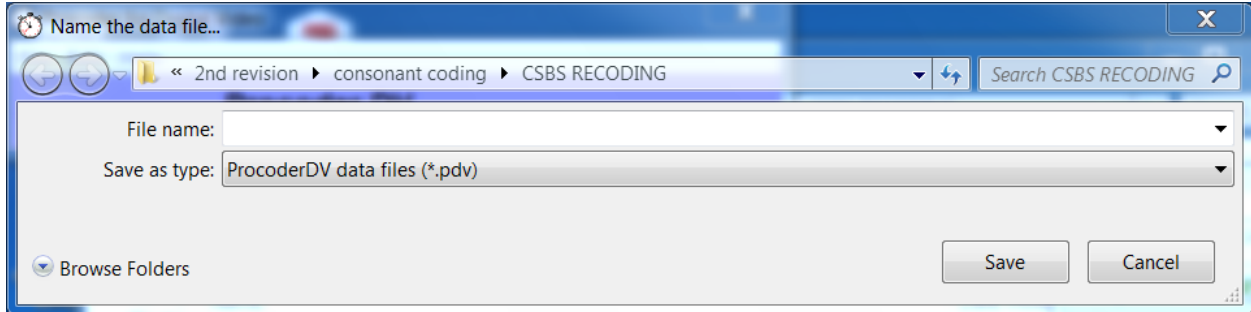 Name the data file...
X
« 2nd revision ▸ consonant coding ▸ CSBS RECODING
Search CSBS RECODING
File name:
Save as type: ProcoderDV data files (*.pdv)
Browse Folders
Save
Cancel